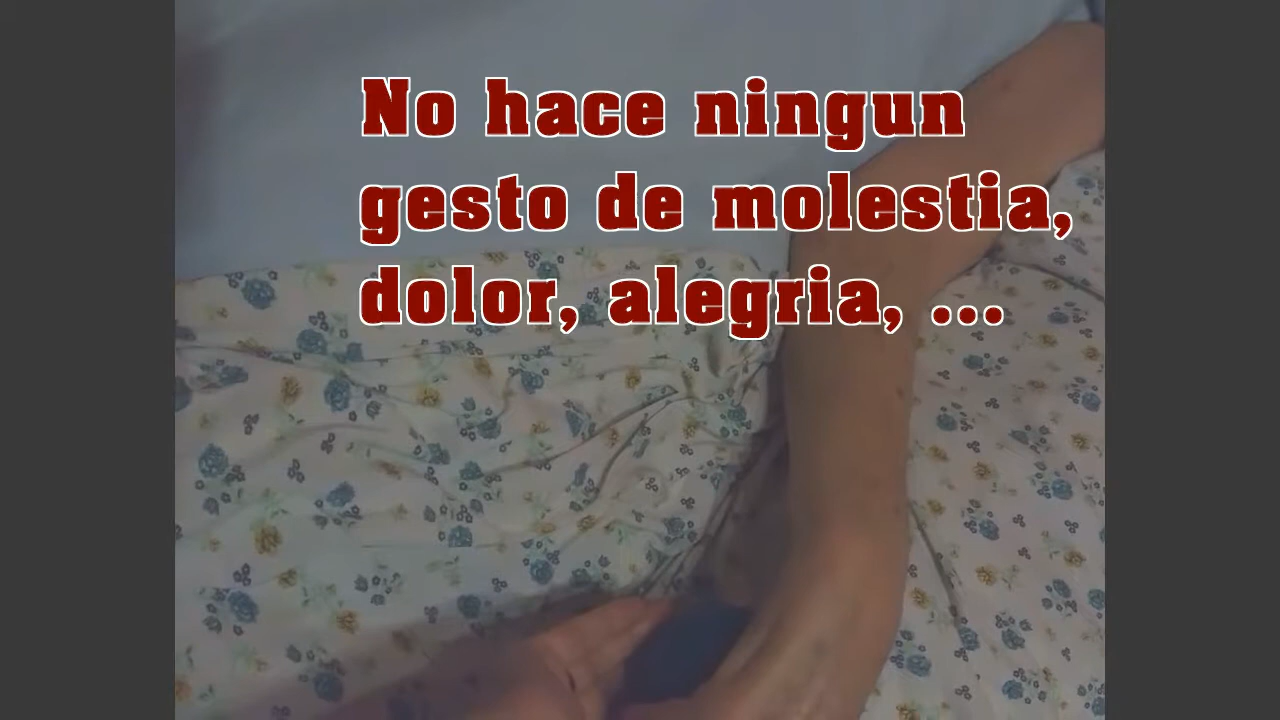 No hace ningun
gesto de molestia,
dolor, alegria, ...